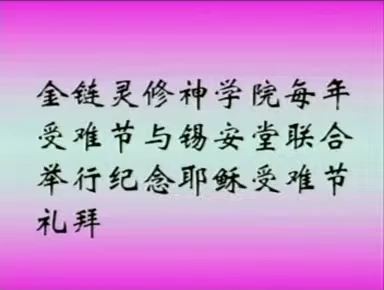 金链灵修神学院每年
受难节与锡安堂联合
举行纪念耶稣受难节
礼拜